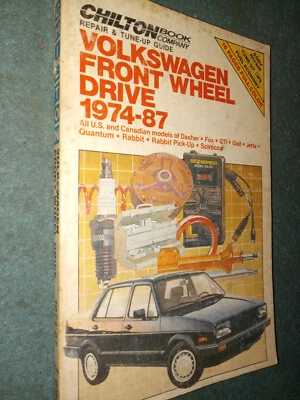 CHILTON BOOK COMPANY
REPAIR & TUNE-UP GUIDE
VOLKSWAGEN
FRONT WHEEL
DRIVE
1974-87
All U.S. and Canadian models of Dasher • Fox • GTI • Golf • Jetta •
Quantum • Rabbit • Rabbit Pick-Up • Scirocco